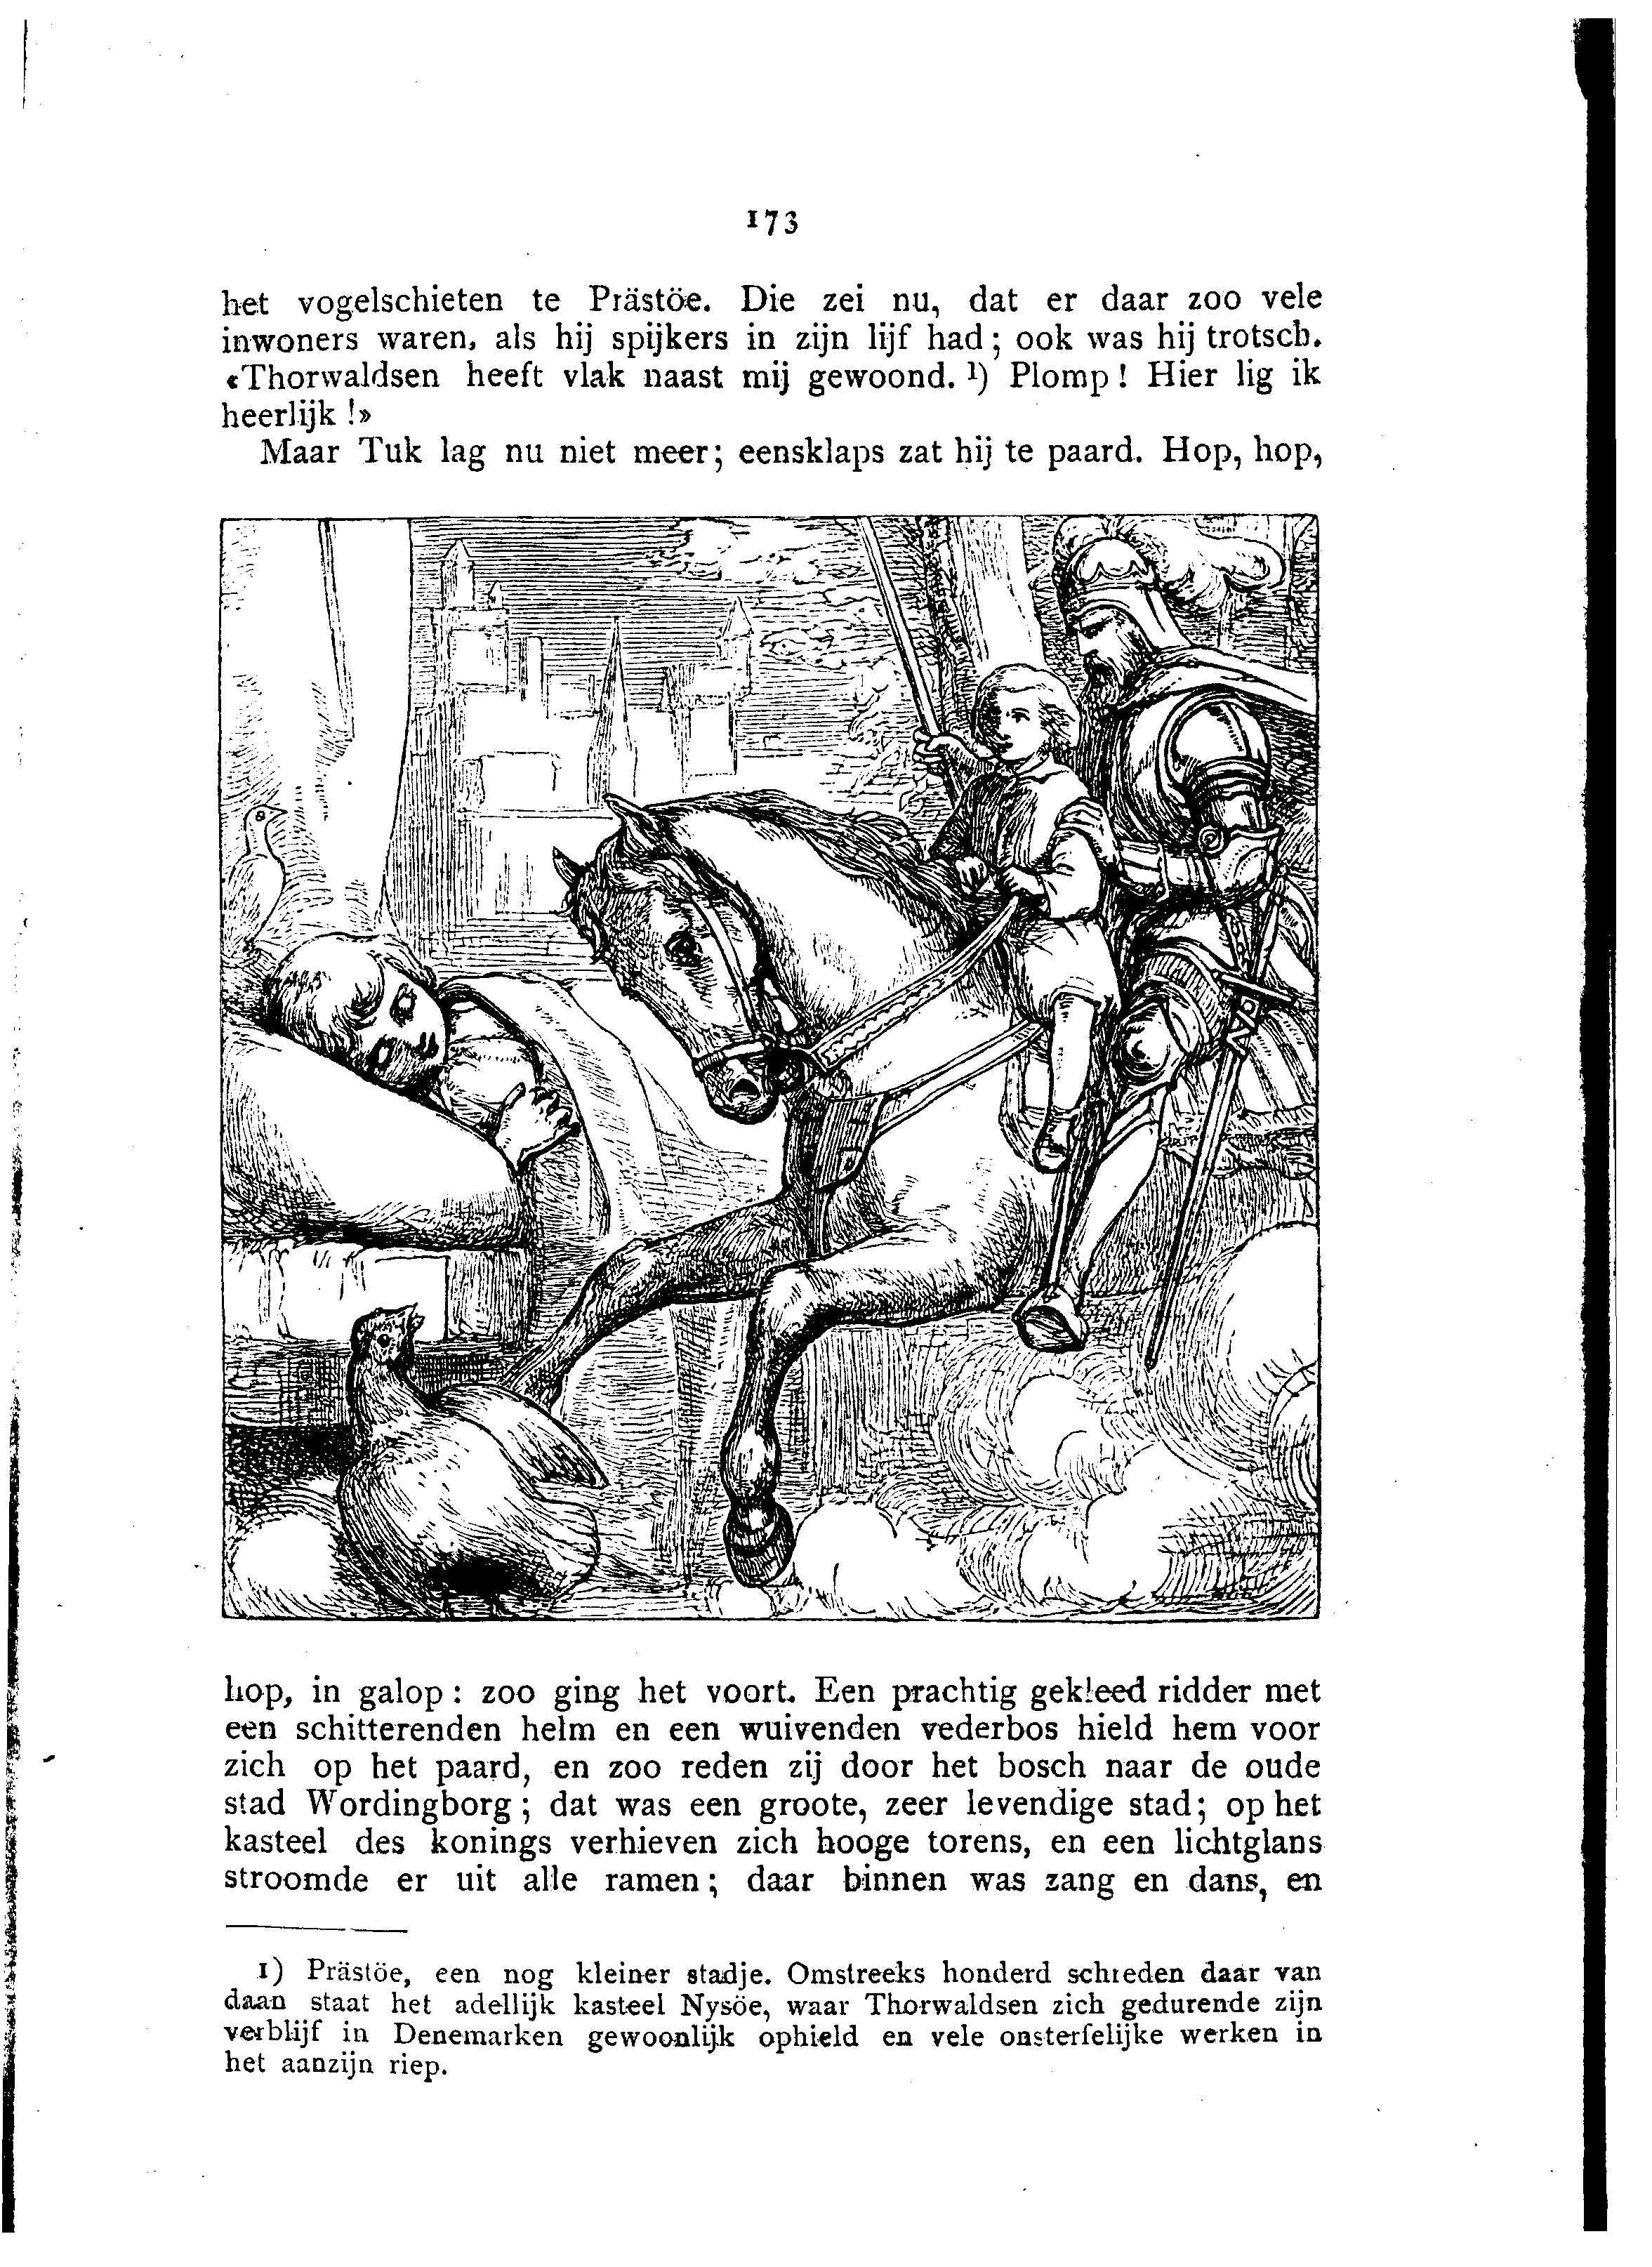 173
het vogelschieten te Prästöe. Die zei nu, dat er daar zoo vele
inwoners waren, als hij spijkers in zijn lijf had; ook was hij trotsch.
«Thorwaldsen heeft vlak naast mij gewoond. ¹) Plomp! Hier lig ik
heerlijk!»
Maar Tuk lag nu niet meer; eensklaps zat hij te paard. Hop, hop,
hop, in galop: zoo ging het voort. Een prachtig gekleed ridder met
een schitterenden helm en een wuivenden vederbos hield hem voor
zich op het paard, en zoo reden zij door het bosch naar de oude
stad Wordingborg; dat was een groote, zeer levendige stad; op het
kasteel des konings verhieven zich hooge torens, en een lichtglans
stroomde er uit alle ramen; daar binnen was zang en dans, en
1) Prästöe, een nog kleiner stadje. Omstreeks honderd schreden daar van
daan staat het adellijk kasteel Nysöe, waar Thorwaldsen zich gedurende zijn
verblijf in Denemarken gewoonlijk ophield en vele onsterfelijke werken in
het aanzijn riep.